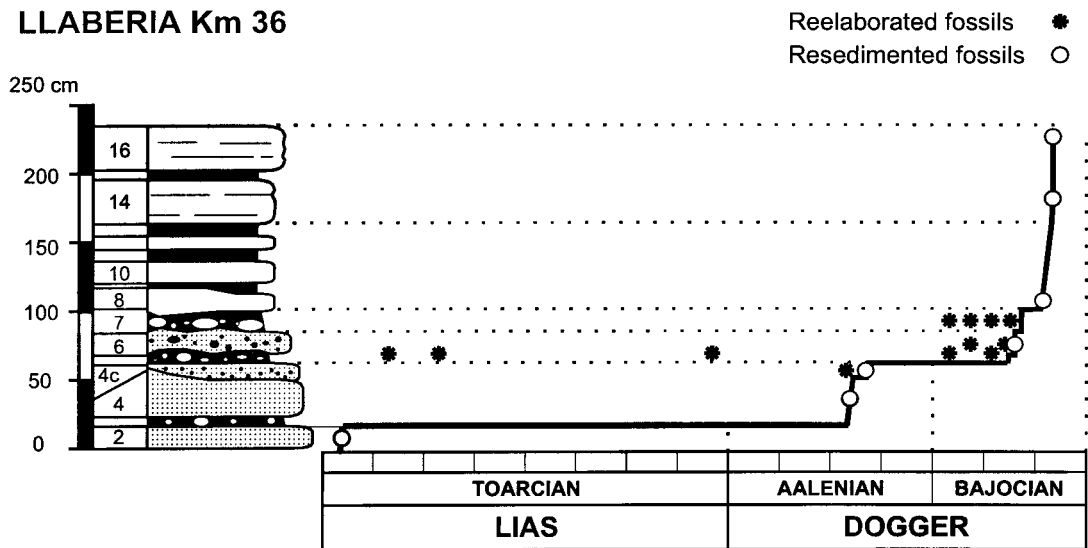 LLABERIA Km 36
Reelaborated fossils
Resedimented fossils
250 cm
16
200
14
150
10
8
100
7
6
50
4c
4
2
0
TOARCIAN AALENIAN BAJOCIAN
LIAS DOGGER